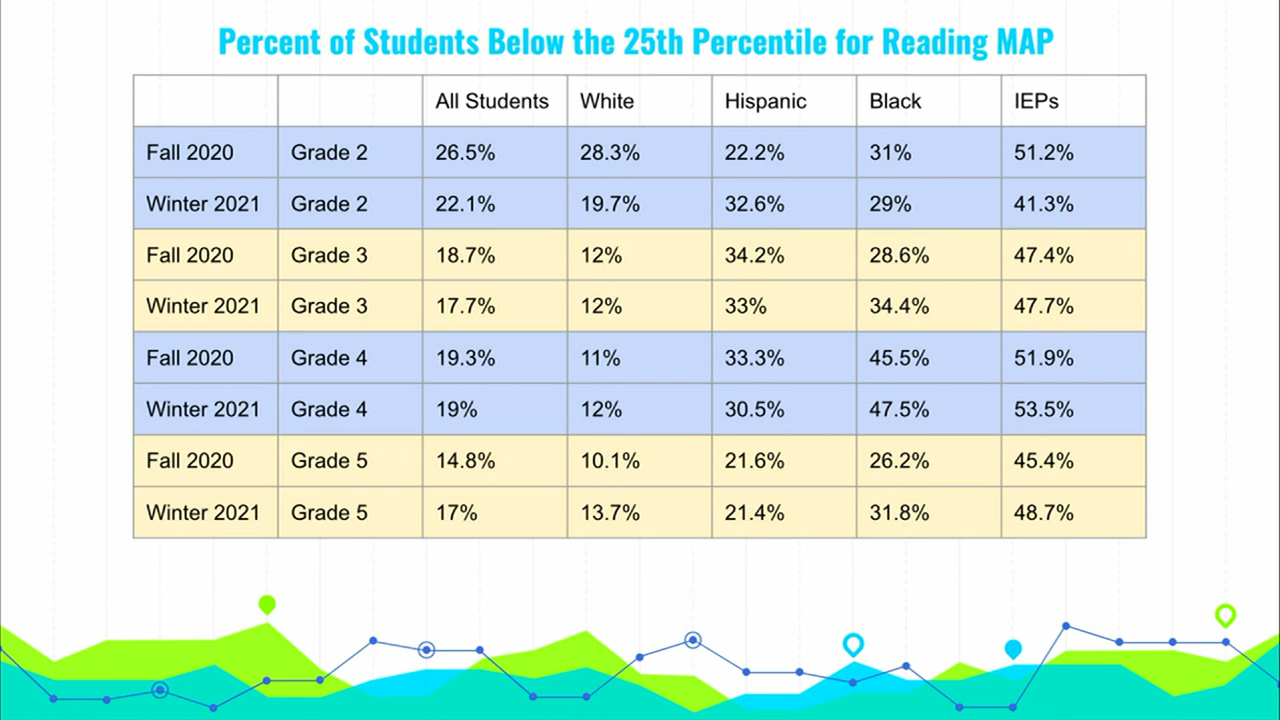 Percent of Students Below the 25th Percentile for Reading MAP
All Students White Hispanic Black IEPs
Fall 2020 Grade 2 26.5% 28.3% 22.2% 31% 51.2%
Winter 2021 Grade 2 22.1% 19.7% 32.6% 29% 41.3%
Fall 2020 Grade 3 18.7% 12% 34.2% 28.6% 47.4%
Winter 2021 Grade 3 17.7% 12% 33% 34.4% 47.7%
Fall 2020 Grade 4 19.3% 11% 33.3% 45.5% 51.9%
Winter 2021 Grade 4 19% 12% 30.5% 47.5% 53.5%
Fall 2020 Grade 5 14.8% 10.1% 21.6% 26.2% 45.4%
Winter 2021 Grade 5 17% 13.7% 21.4% 31.8% 48.7%